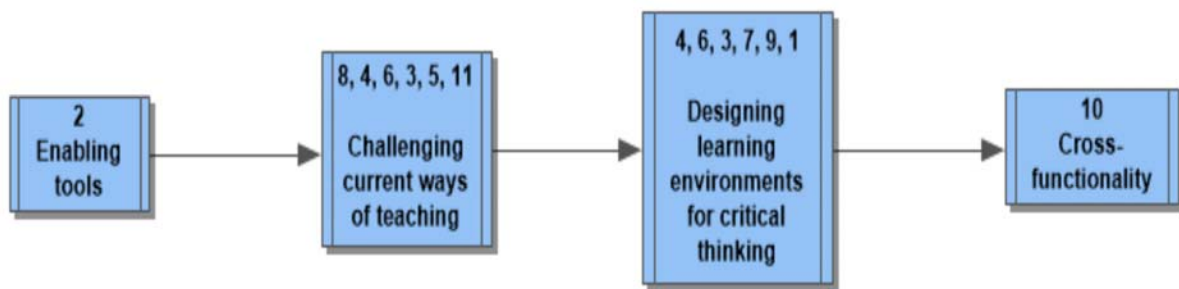 2
Enabling
tools
8, 4, 6, 3, 5, 11
Challenging
current ways
of teaching
4, 6, 3, 7, 9, 1
Designing
learning
environments
for critical
thinking
10
Cross-
functionality